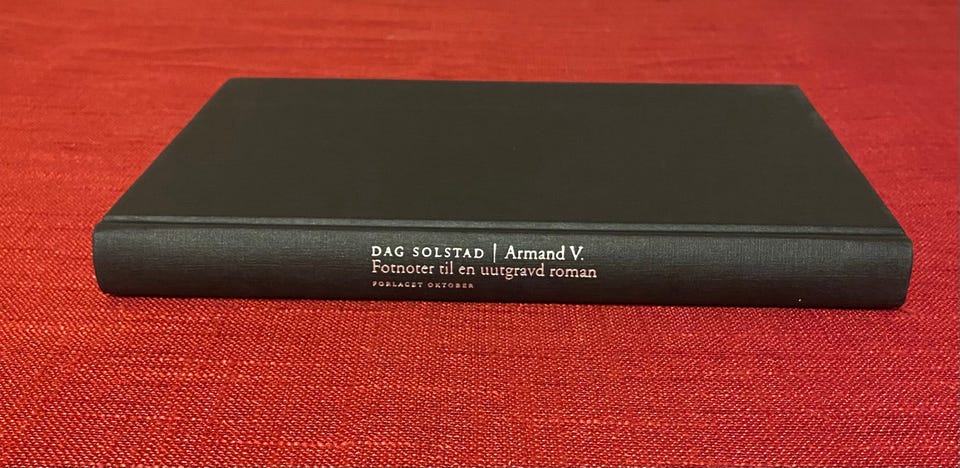 DAG SOLSTAD | Armand V.
Fotnoter til en uutgravd roman
FORLAGET OKTOBER